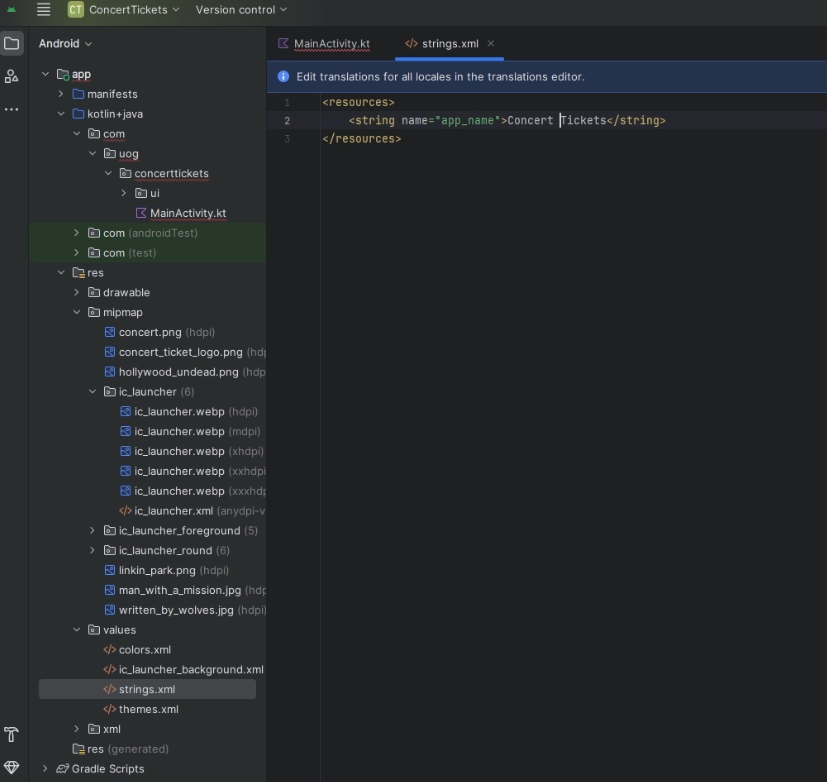 CT ConcertTickets Version control
Android
MainActivity.kt
strings.xml
Edit translations for all locales in the translations editor.
app
manifests
kotlin+java
com
uog
concerttickets
ui
MainActivity.kt
com (androidTest)
com (test)
res
drawable
mipmap
concert.png (hdpi)
concert_ticket_logo.png (hdp
hollywood_undead.png (hdp
ic_launcher (6)
ic_launcher.webp (hdpi)
ic_launcher.webp (mdpi)
ic_launcher.webp (xhdpi)
ic_launcher.webp (xxhdpi
ic_launcher.webp (xxxhdp
ic_launcher.xml (anydpi-v
ic_launcher_foreground (5)
ic_launcher_round (6)
linkin_park.png (hdpi)
man_with_a_mission.jpg (hdp
written_by_wolves.jpg (hdpi)
values
colors.xml
ic_launcher_background.xml
strings.xml
themes.xml
xml
res (generated)
Gradle Scripts
1 <resources>
2 <string name="app_name">Concert Tickets</string>
3 </resources>